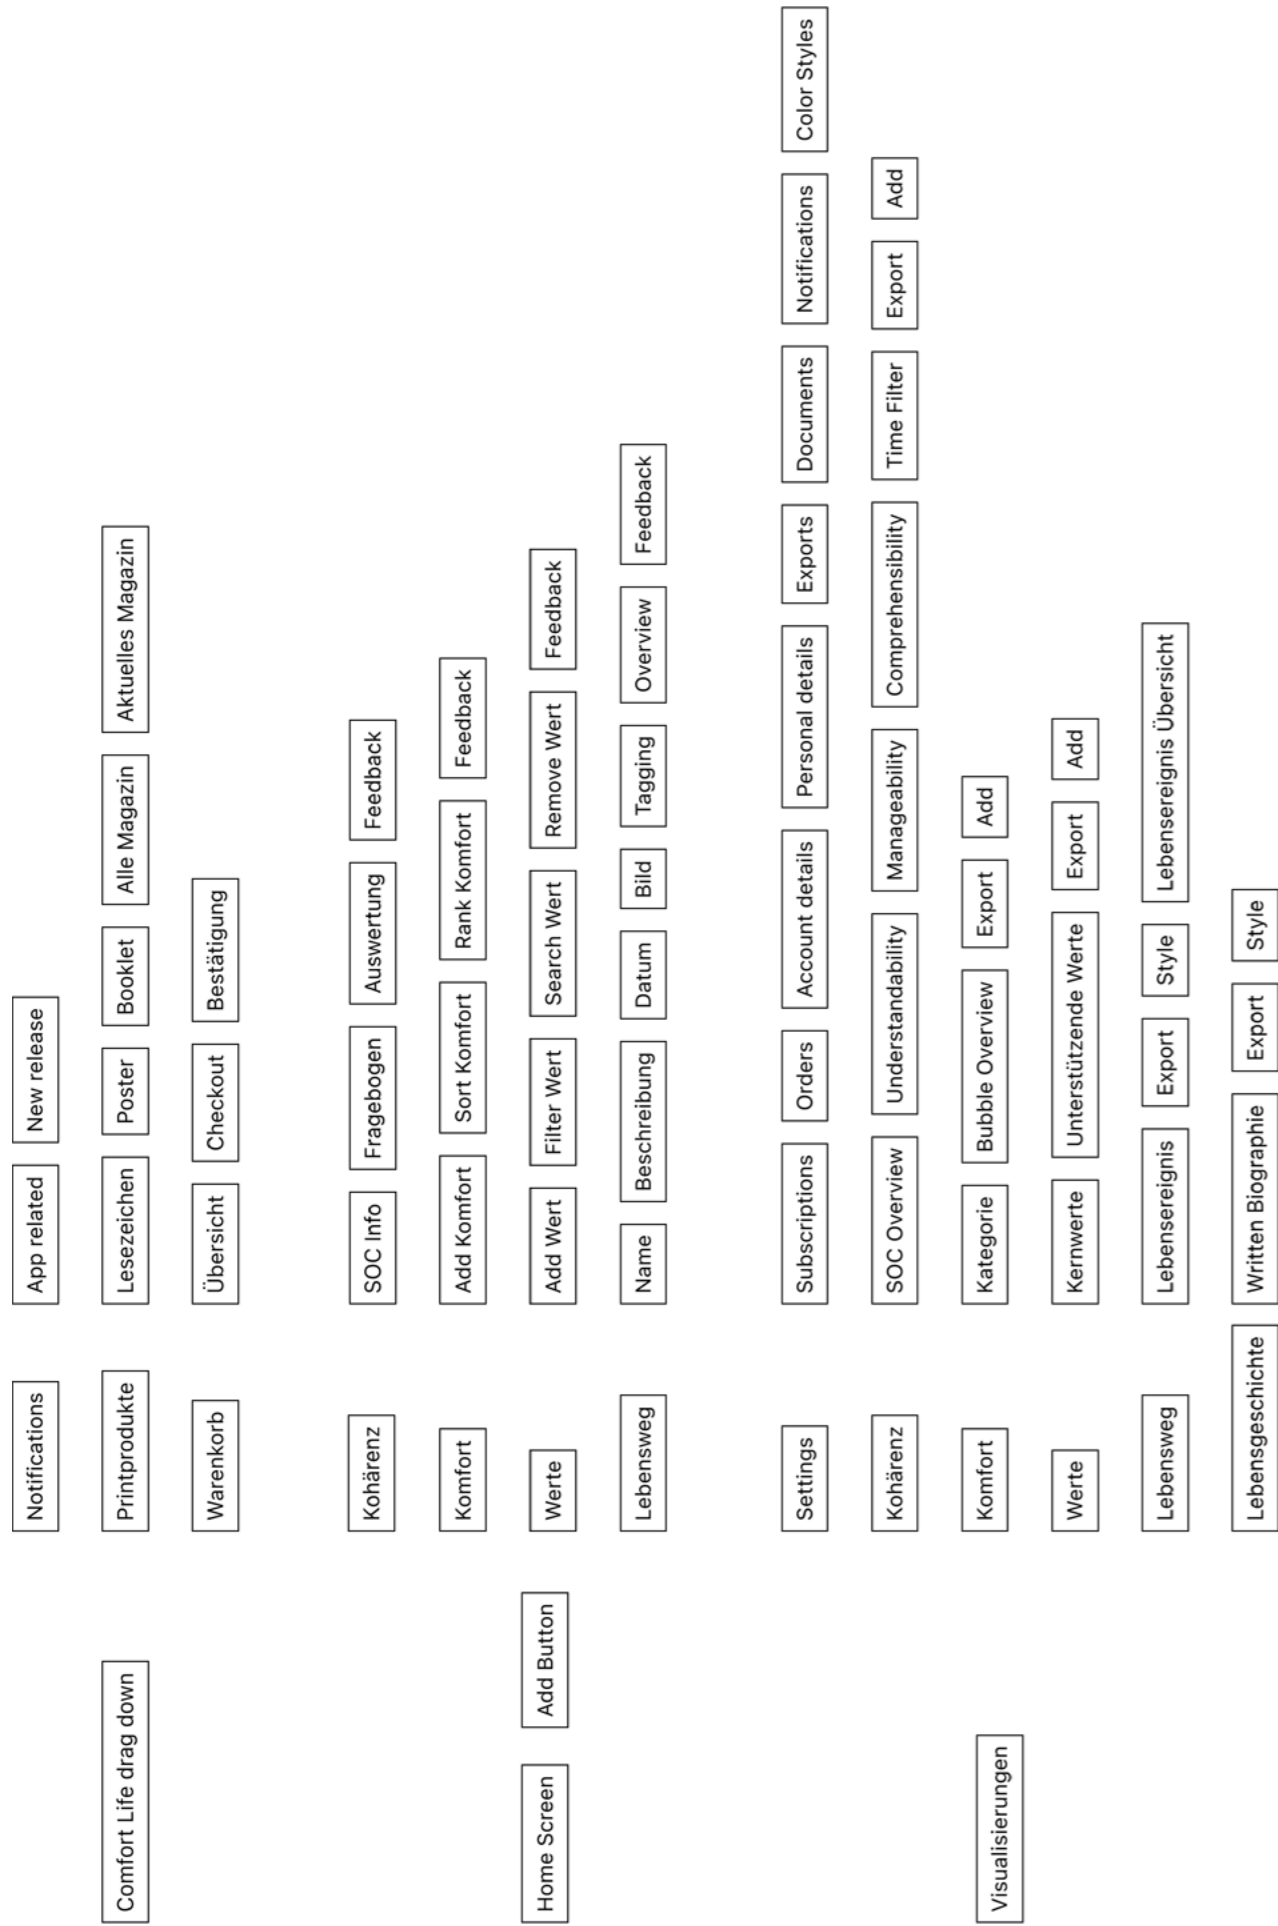 Notifications
App related
New release
Comfort Life drag down
Printprodukte
Lesezeichen
Poster
Booklet
Alle Magazin
Aktuelles Magazin
Warenkorb
Übersicht
Checkout
Bestätigung
Kohärenz
SOC Info
Fragebogen
Auswertung
Feedback
Komfort
Add Komfort
Sort Komfort
Rank Komfort
Feedback
Home Screen
Add Button
Werte
Add Wert
Filter Wert
Search Wert
Remove Wert
Feedback
Lebensweg
Name
Beschreibung
Datum
Bild
Tagging
Overview
Feedback
Settings
Subscriptions
Orders
Account details
Personal details
Exports
Documents
Notifications
Color Styles
Kohärenz
SOC Overview
Understandability
Manageability
Comprehensibility
Time Filter
Export
Add
Visualisierungen
Komfort
Kategorie
Bubble Overview
Export
Add
Werte
Kernwerte
Unterstützende Werte
Export
Add
Lebensweg
Lebensereignis
Export
Style
Lebensereignis Übersicht
Lebensgeschichte
Written Biographie
Export
Style